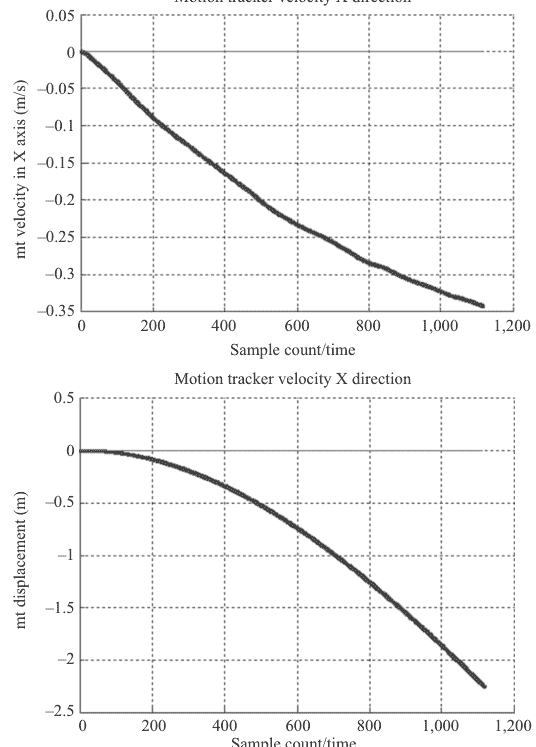 Motion tracker velocity X direction
0.05
0
–0.05
–0.1
–0.15
–0.2
–0.25
–0.3
–0.35
mt velocity in X axis (m/s)
0 200 400 600 800 1,000 1,200
Sample count/time
Motion tracker velocity X direction
0.5
0
–0.5
–1
–1.5
–2
–2.5
mt displacement (m)
0 200 400 600 800 1,000 1,200
Sample count/time